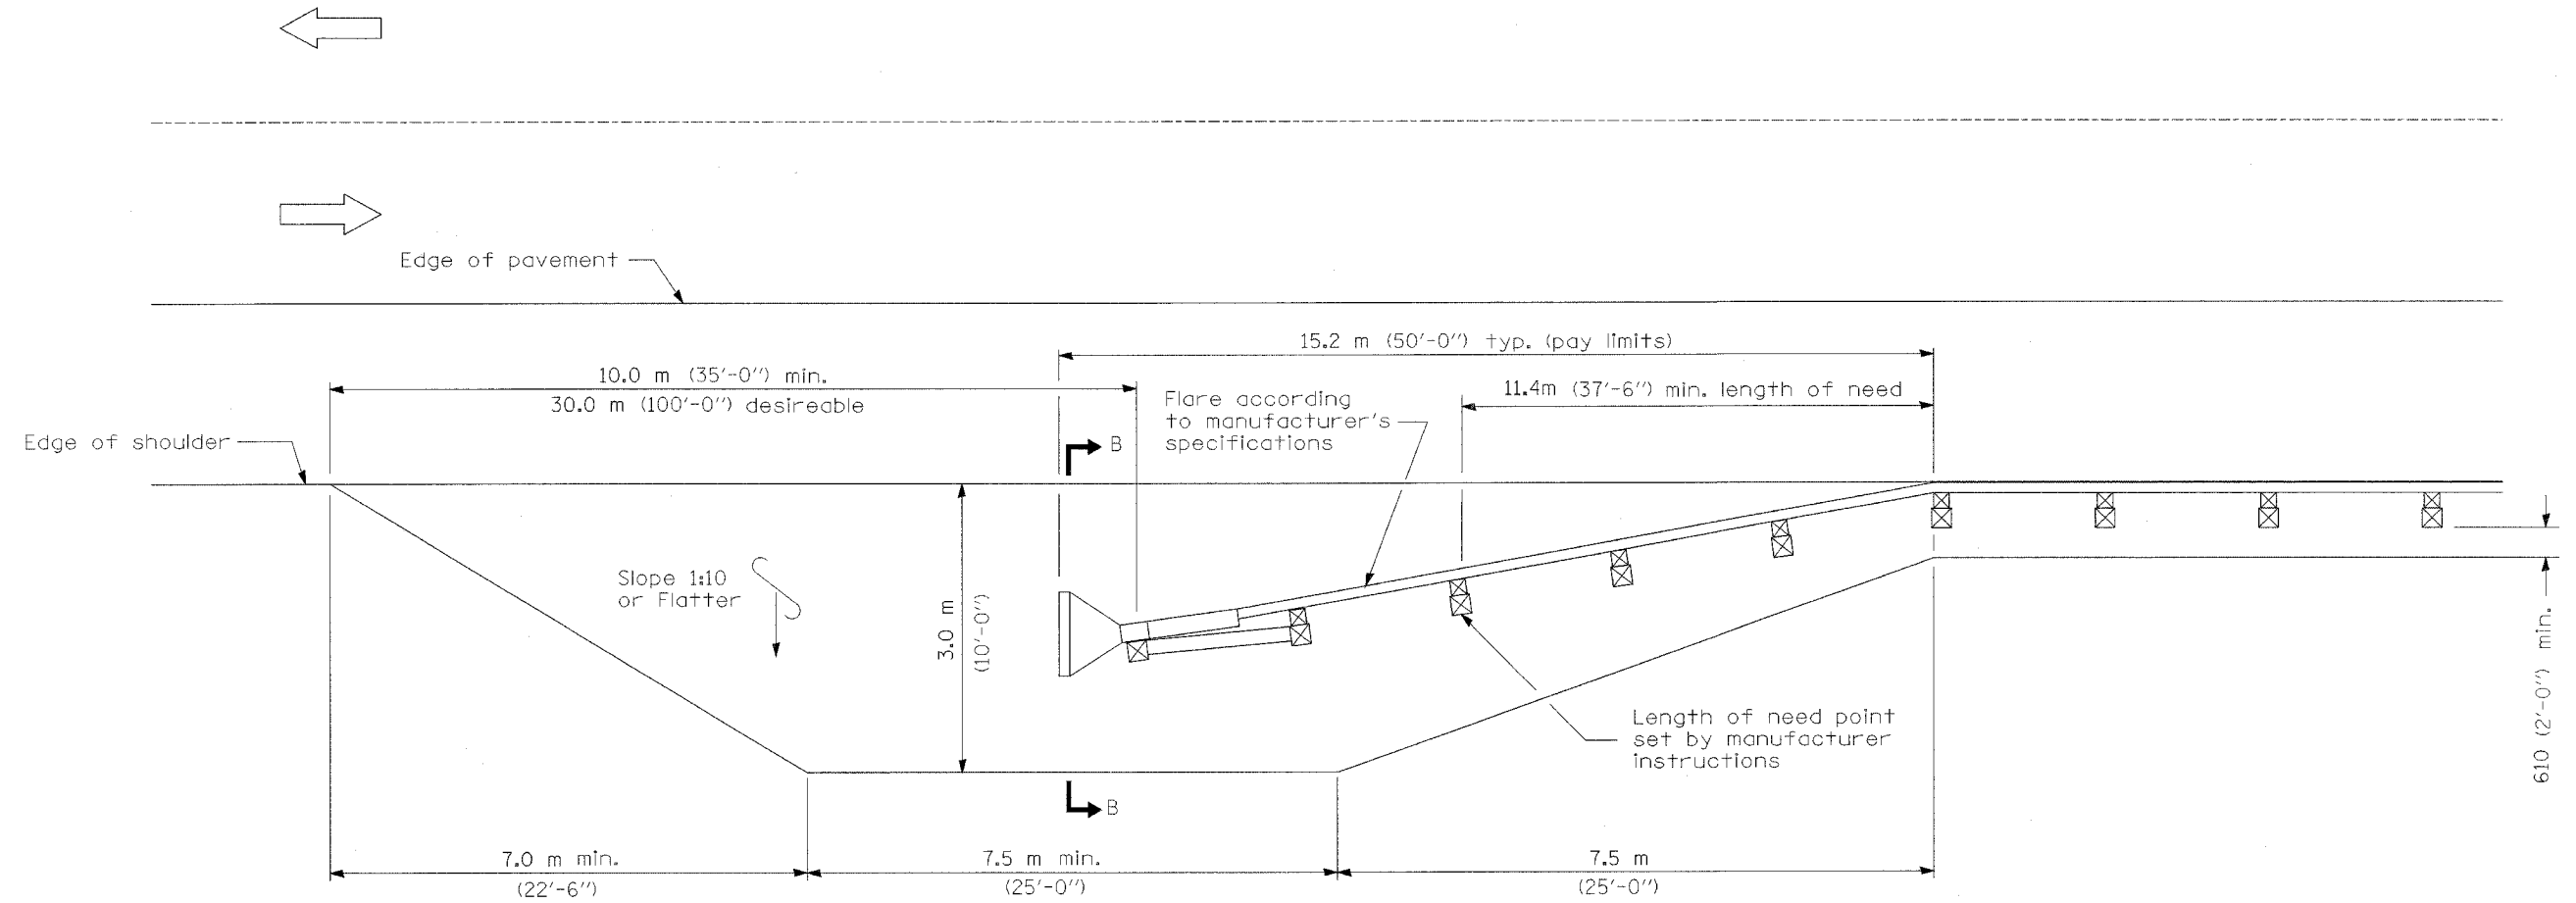 Edge of pavement
15.2 m (50'-0") typ. (pay limits)
10.0 m (35'-0") min.
30.0 m (100'-0") desireable
11.4m (37'-6") min. length of need
Flare according
to manufacturer's
specifications
Edge of shoulder
B
Slope 1:10
or Flatter
3.0 m
(10'-0")
Length of need point
set by manufacturer
instructions
610 (2'-0") min.
B
7.0 m min.
(22'-6")
7.5 m min.
(25'-0")
7.5 m
(25'-0")